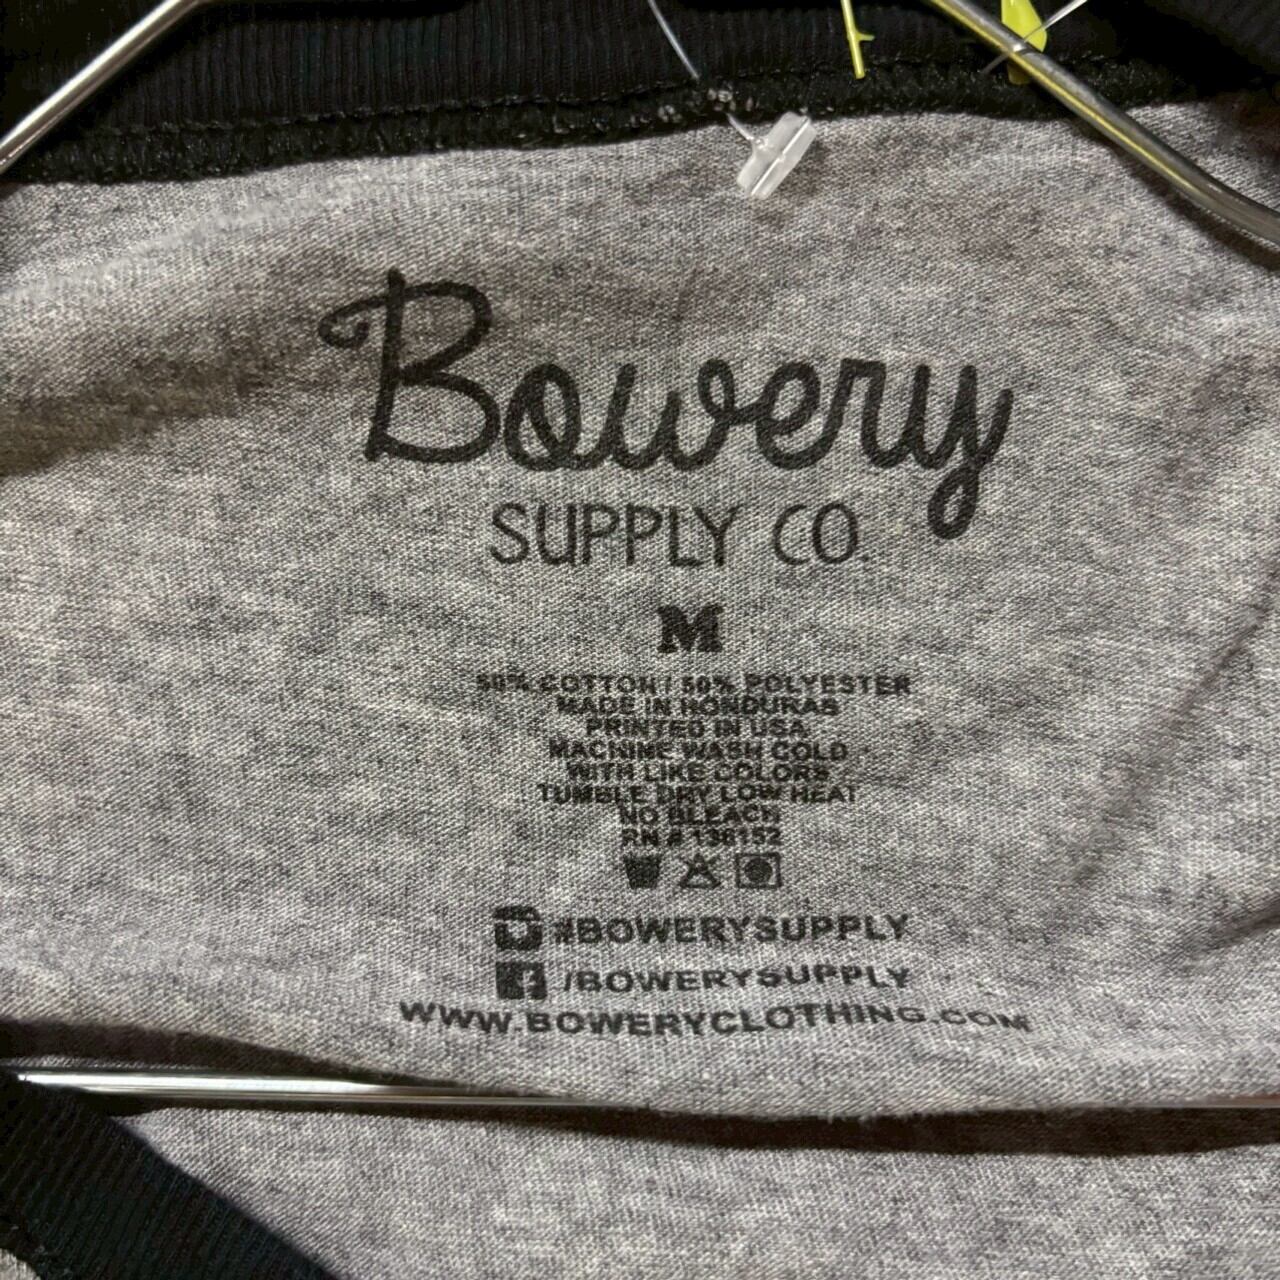 Bowery
SUPPLY CO.
M
50% COTTON / 50% POLYESTER
MADE IN HONDURAS
PRINTED IN USA
MACHINE WASH COLD
WITH LIKE COLORS
TUMBLE DRY LOW HEAT
NO BLEACH
RN # 136152
#BOWERYSUPPLY
f /BOWERYSUPPLY
WWW.BOWERYCLOTHING.COM